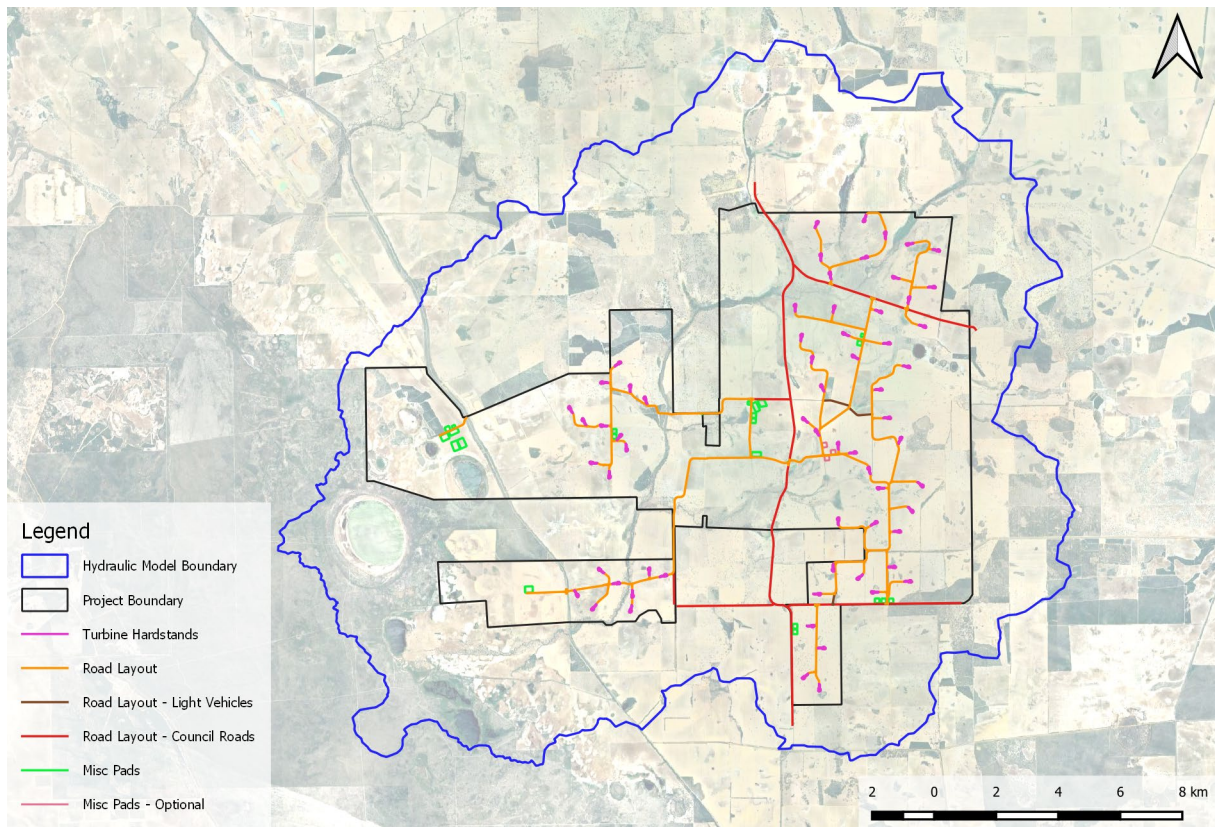 Legend
Hydraulic Model Boundary
Project Boundary
Turbine Hardstands
Road Layout
Road Layout - Light Vehicles
Road Layout - Council Roads
Misc Pads
Misc Pads - Optional
2 0 2 4 6 8 km